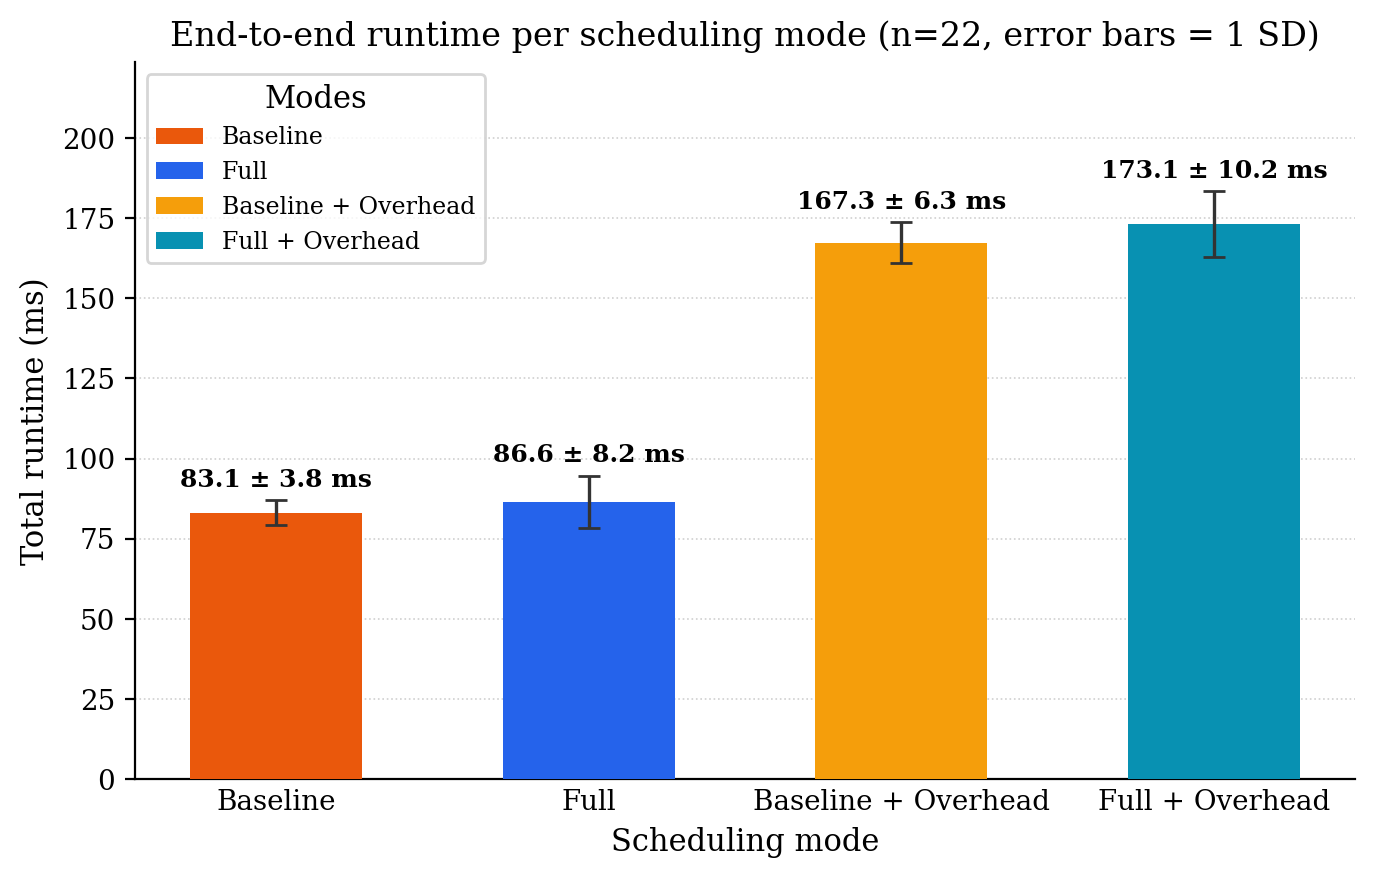 End-to-end runtime per scheduling mode (n=22, error bars = 1 SD)
Modes
Baseline
Full
Baseline + Overhead
Full + Overhead
Total runtime (ms)
200
175
150
125
100
75
50
25
0
83.1 ± 3.8 ms
86.6 ± 8.2 ms
167.3 ± 6.3 ms
173.1 ± 10.2 ms
Baseline
Full
Baseline + Overhead
Full + Overhead
Scheduling mode